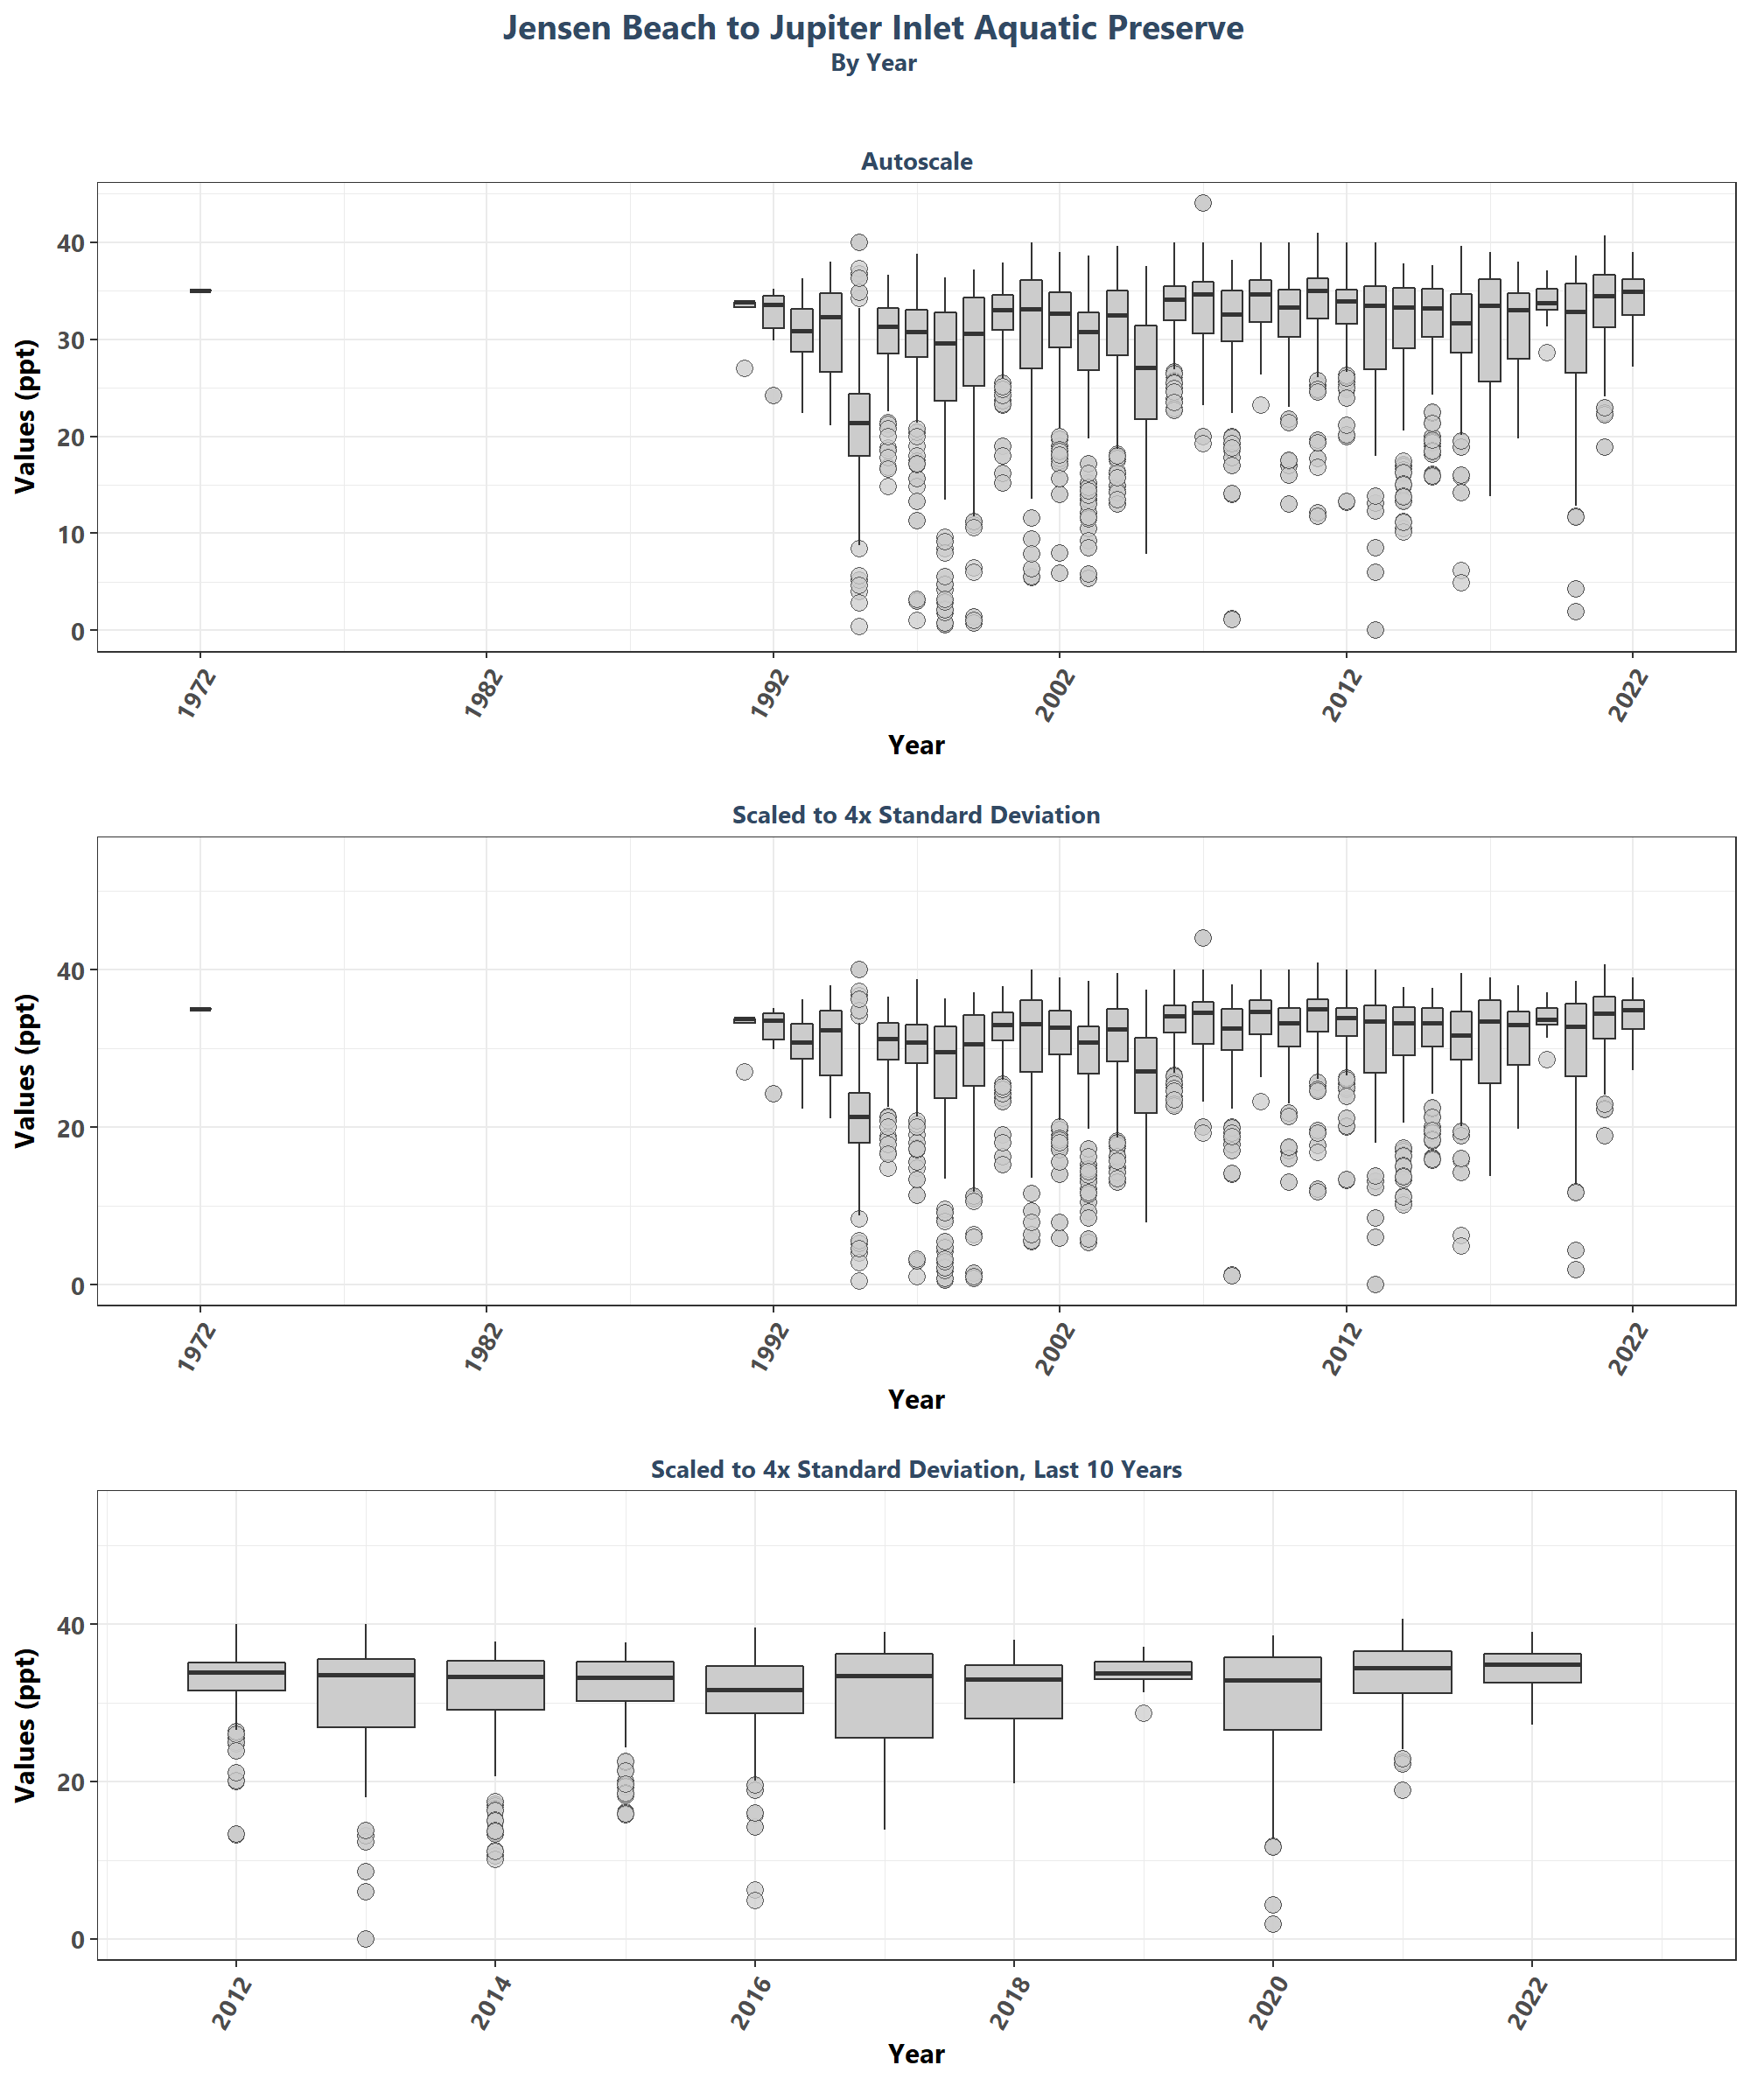 Jensen Beach to Jupiter Inlet Aquatic Preserve
By Year
Autoscale
Values (ppt)
40
30
20
10
0
1972
1982
1992
2002
2012
2022
Year
Scaled to 4x Standard Deviation
Values (ppt)
40
20
0
1972
1982
1992
2002
2012
2022
Year
Scaled to 4x Standard Deviation, Last 10 Years
Values (ppt)
40
20
0
2012
2014
2016
2018
2020
2022
Year